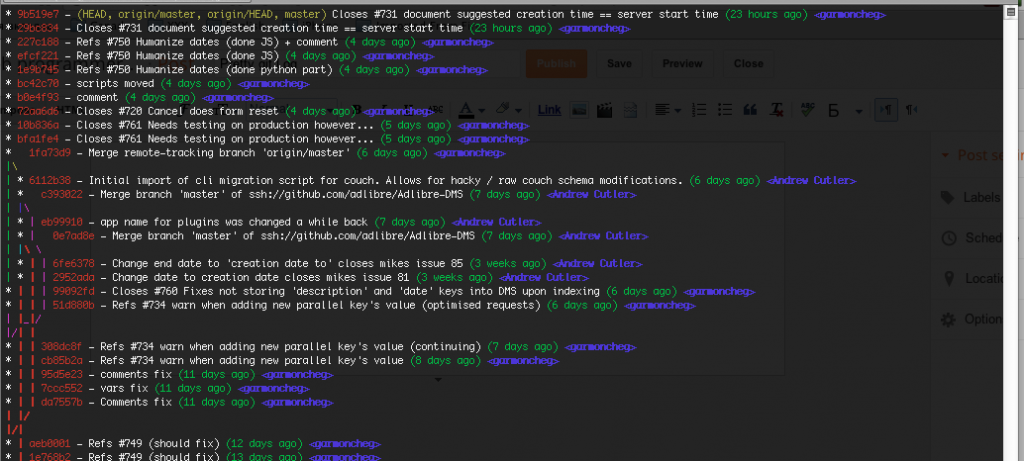 * 9b519e7 - (HEAD, origin/master, origin/HEAD, master) Closes #731 document suggested creation time == server start time (23 hours ago) <garmoncheg>
* 29bc034 - Closes #731 document suggested creation time == server start time (23 hours ago) <garmoncheg>
* 227c188 - Refs #750 Humanize dates (done JS) + comment (4 days ago) <garmoncheg>
* efcf221 - Refs #750 Humanize dates (done JS) (4 days ago) <garmoncheg>
* 1e9b745 - Refs #750 Humanize dates (done python part) (4 days ago) <garmoncheg>
Publish Save Preview Close
* bc42c70 - scripts moved (4 days ago) <garmoncheg>
* b0e4f93 - comment (4 days ago) <garmoncheg>
Link
* 72aa6d6 - Closes #720 Cancel does form reset (4 days ago) <garmoncheg>
* 10b836a - Closes #761 Needs testing on production however... (5 days ago) <garmoncheg>
* bfa1fe4 - Closes #761 Needs testing on production however... (5 days ago) <garmoncheg>
* 1fa73d9 - Merge remote-tracking branch 'origin/master' (6 days ago) <garmoncheg>
|\
| * 6112b38 - Initial import of cli migration script for couch. Allows for hacky / raw couch schema modifications. (6 days ago) <Andrew Cutler>
| * c393022 - Merge branch 'master' of ssh://github.com/adlibre/Adlibre-DMS (7 days ago) <Andrew Cutler>
| |\
| * | eb99910 - app name for plugins was changed a while back (7 days ago) <Andrew Cutler>
| * | 0e7ad8e - Merge branch 'master' of ssh://github.com/adlibre/Adlibre-DMS (7 days ago) <Andrew Cutler>
| |\ \
| * | | 6fe6378 - Change end date to 'creation date to' closes mikes issue 85 (3 weeks ago) <Andrew Cutler>
| * | | 2952ada - Change date to creation date closes mikes issue 81 (3 weeks ago) <Andrew Cutler>
* | | | 99092fd - Closes #760 Fixes not storing 'description' and 'date' keys into DMS upon indexing (6 days ago) <garmoncheg>
* | | | 51d880b - Refs #734 warn when adding new parallel key's value (optimised requests) (6 days ago) <garmoncheg>
| |_|/
|/| |
* | | 308dc8f - Refs #734 warn when adding new parallel key's value (continuing) (7 days ago) <garmoncheg>
* | | cb85b2a - Refs #734 warn when adding new parallel key's value (8 days ago) <garmoncheg>
* | | 95d5e23 - comments fix (11 days ago) <garmoncheg>
* | | 7ccc552 - vars fix (11 days ago) <garmoncheg>
* | | da7557b - Comments fix (11 days ago) <garmoncheg>
| |/
|/|
* | aeb0001 - Refs #749 (should fix) (12 days ago) <garmoncheg>
* | 1e768b2 - Refs #749 (should fix) (13 days ago) <garmoncheg>
Post
Labels